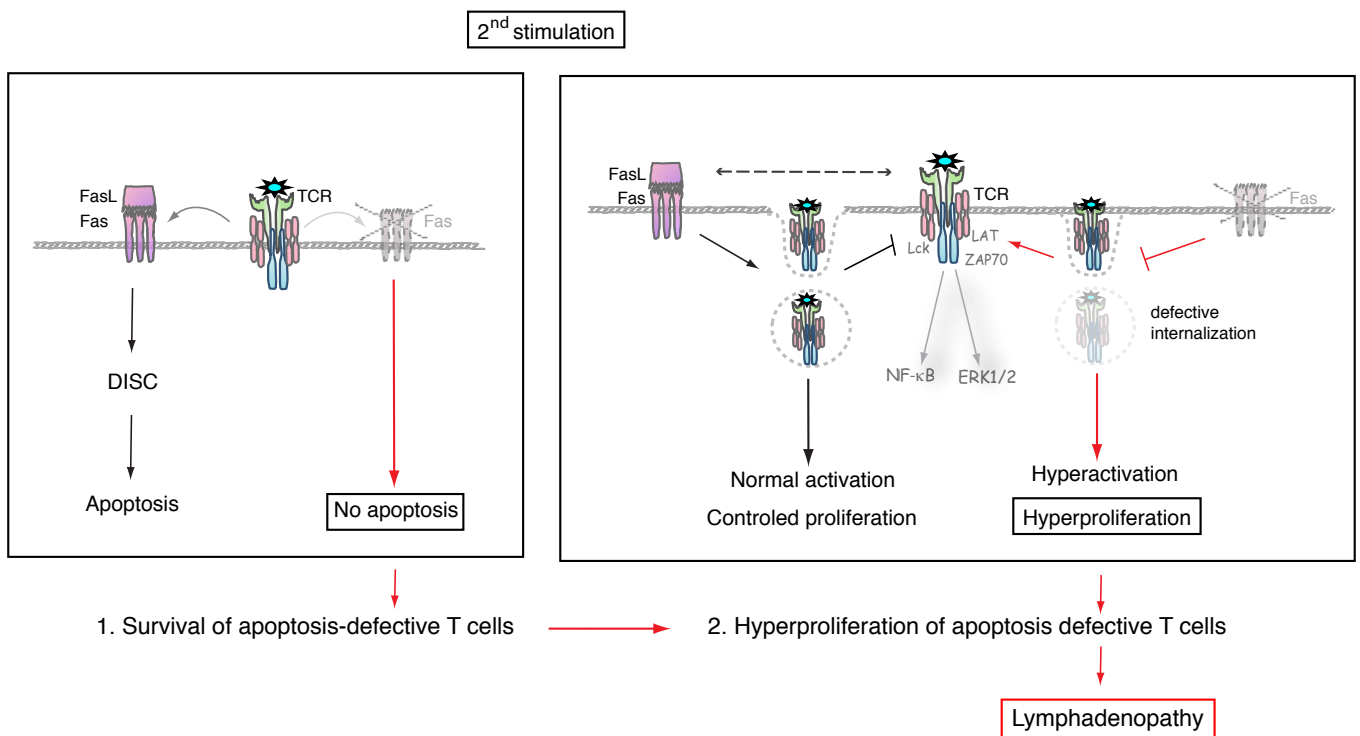 2nd stimulation
FasL
Fas
TCR
Fas
DISC
Apoptosis
No apoptosis
FasL
Fas
TCR
Fas
Lck
LAT
ZAP70
defective
internalization
NF-κB
ERK1/2
Normal activation
Controled proliferation
Hyperactivation
Hyperproliferation
1. Survival of apoptosis-defective T cells
2. Hyperproliferation of apoptosis defective T cells
Lymphadenopathy